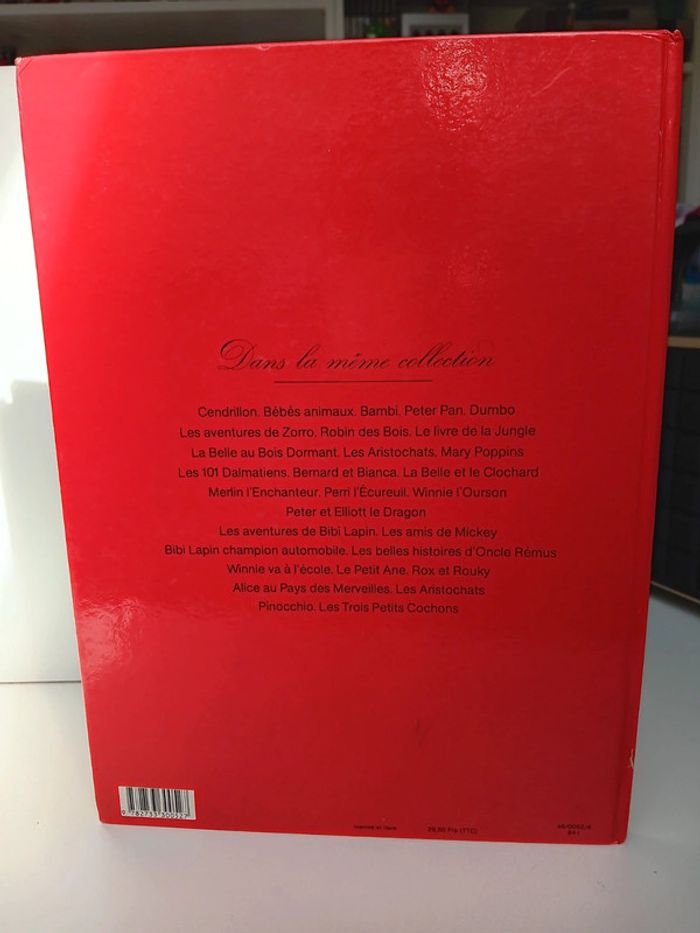 Dans la même collection
Cendrillon. Bébés animaux. Bambi. Peter Pan. Dumbo
Les aventures de Zorro. Robin des Bois. Le livre de la Jungle
La Belle au Bois Dormant. Les Aristochats. Mary Poppins
Les 101 Dalmatiens. Bernard et Bianca. La Belle et le Clochard
Merlin l'Enchanteur. Perri l'Écureuil. Winnie l'Ourson
Peter et Elliott le Dragon
Les aventures de Bibi Lapin. Les amis de Mickey
Bibi Lapin champion automobile. Les belles histoires d'Oncle Rémus
Winnie va à l'école. Le Petit Ane. Rox et Rouky
Alice au Pays des Merveilles. Les Aristochats
Pinocchio. Les Trois Petits Cochons